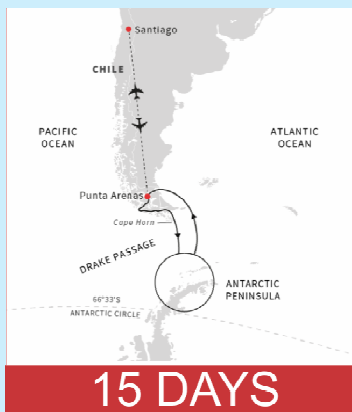 Santiago
CHILE
PACIFIC
OCEAN
ATLANTIC
OCEAN
Punta Arenas
Cape Horn
DRAKE PASSAGE
ANTARCTIC
PENINSULA
66°33'S
ANTARCTIC CIRCLE
15 DAYS